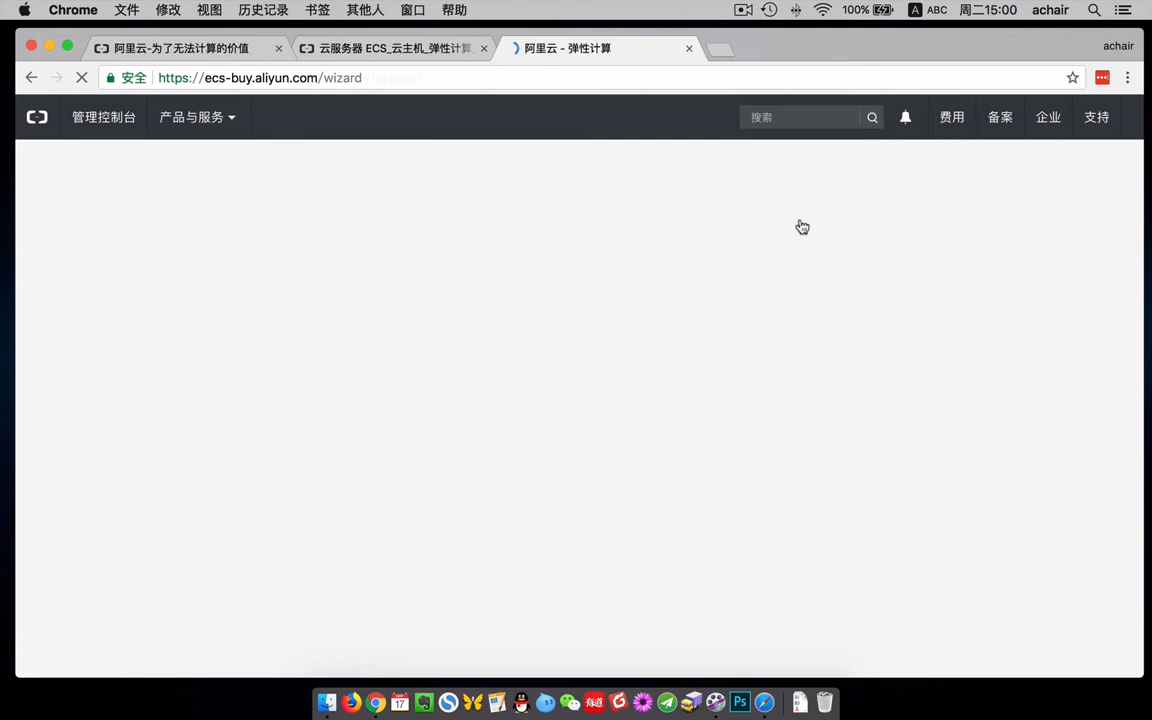 Chrome 文件 修改 视图 历史记录 书签 其他人 窗口 帮助 100% A ABC 周二15:00 achair
阿里云-为了无法计算的价值 云服务器 ECS_云主机_弹性计算 阿里云 - 弹性计算 achair
安全 https://ecs-buy.aliyun.com/wizard
管理控制台 产品与服务 搜索 费用 备案 企业 支持
17 有道 Ps